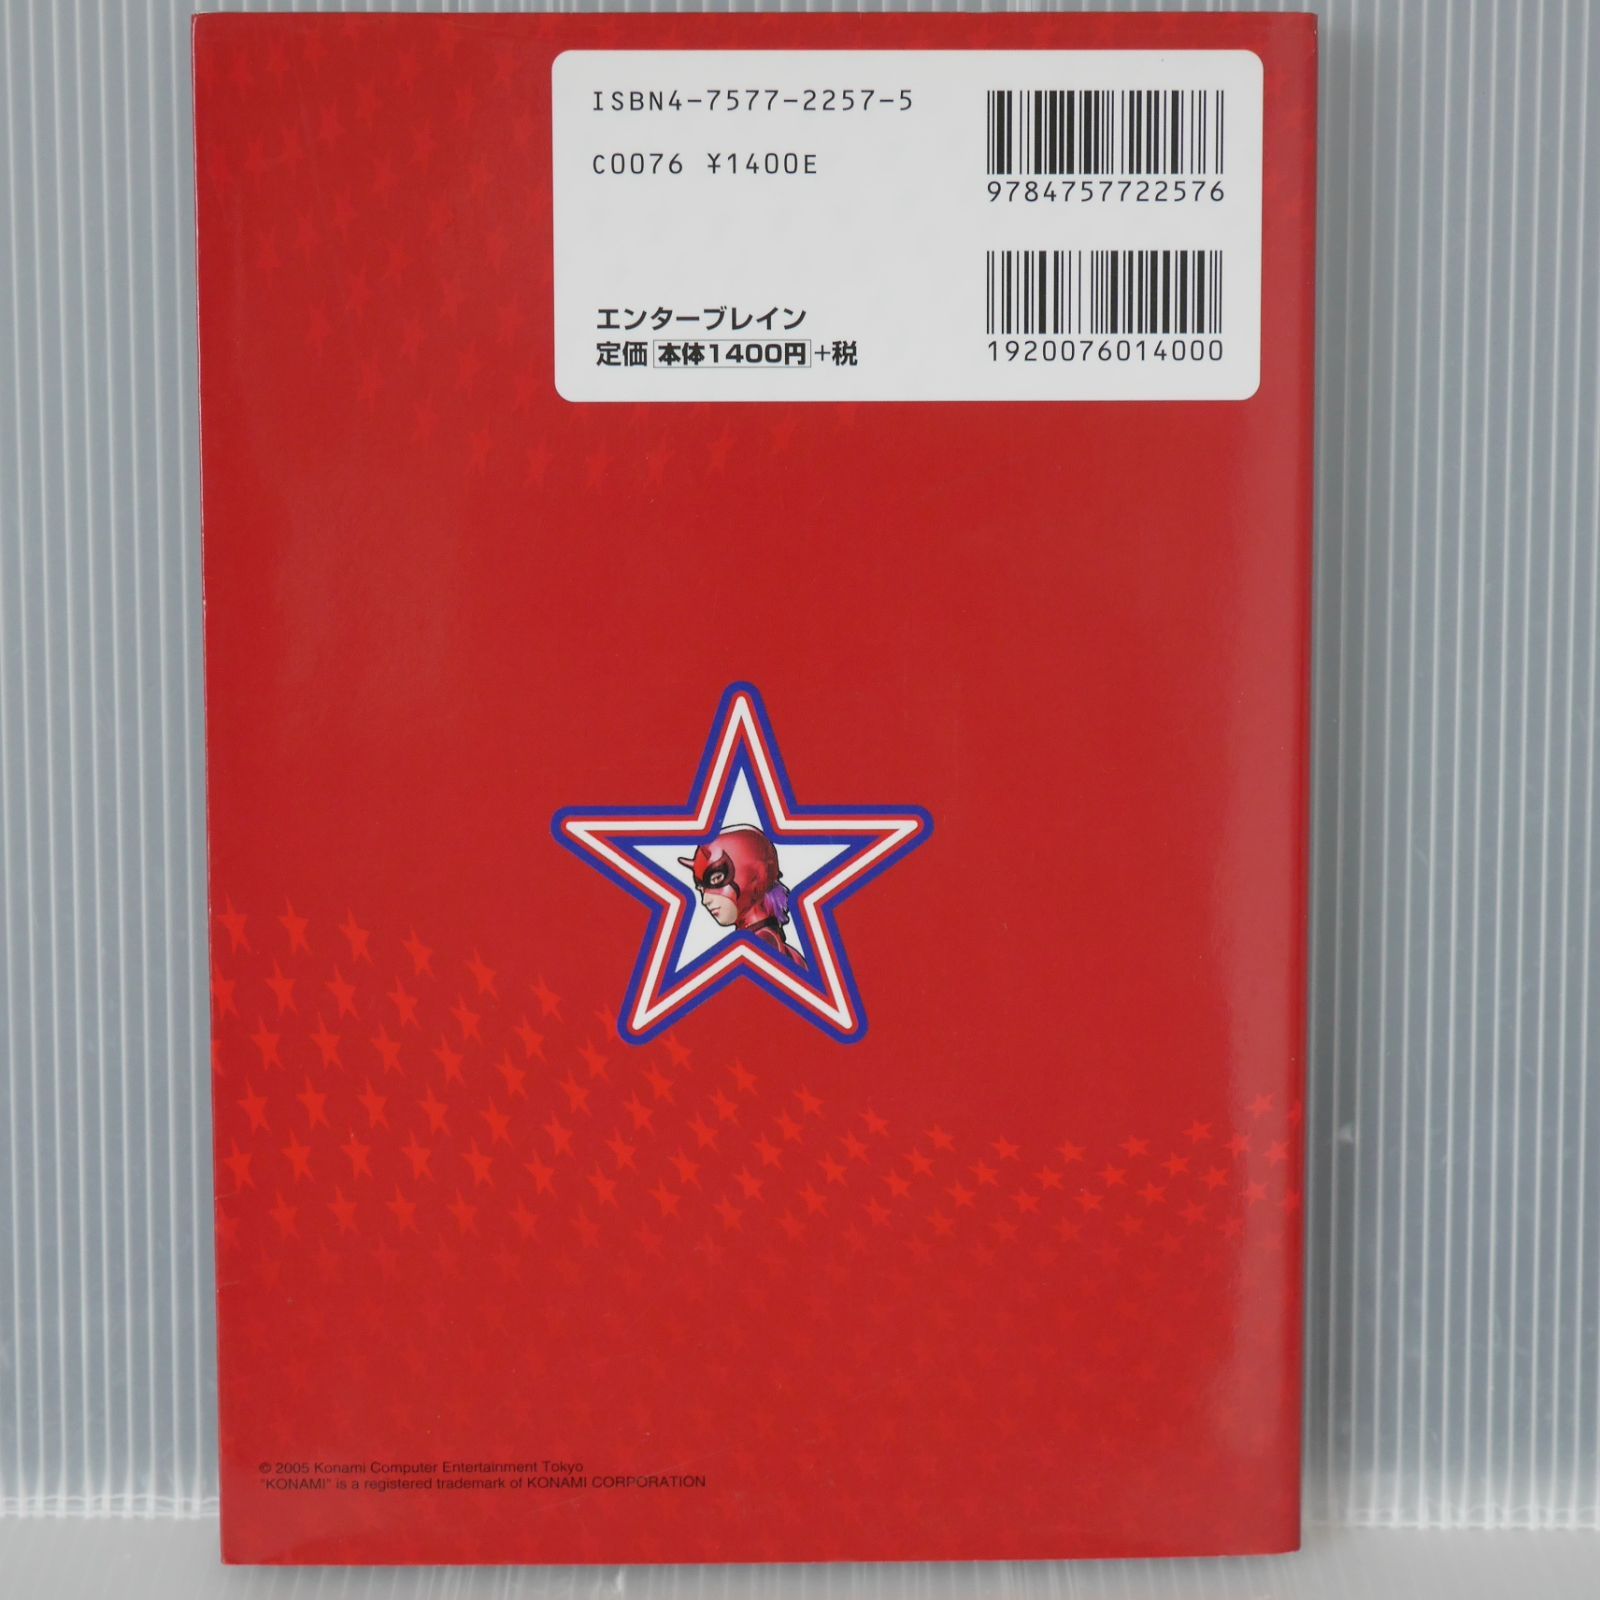 ISBN4-7577-2257-5
C0076 ¥1400E
9784757722576
エンターブレイン
定価 本体1400円+税
1920076014000
© 2005 Konami Computer Entertainment Tokyo
"KONAMI" is a registered trademark of KONAMI CORPORATION